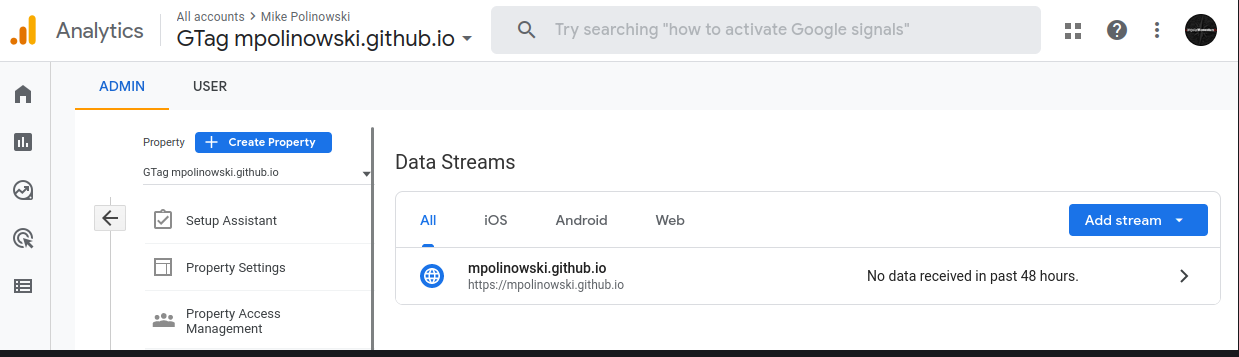 Analytics
All accounts > Mike Polinowski
GTag mpolinowski.github.io
Try searching "how to activate Google signals"
ADMIN
USER
Property
Create Property
GTag mpolinowski.github.io
Setup Assistant
Property Settings
Property Access
Management
Data Streams
All
iOS
Android
Web
Add stream
mpolinowski.github.io
https://mpolinowski.github.io
No data received in past 48 hours.